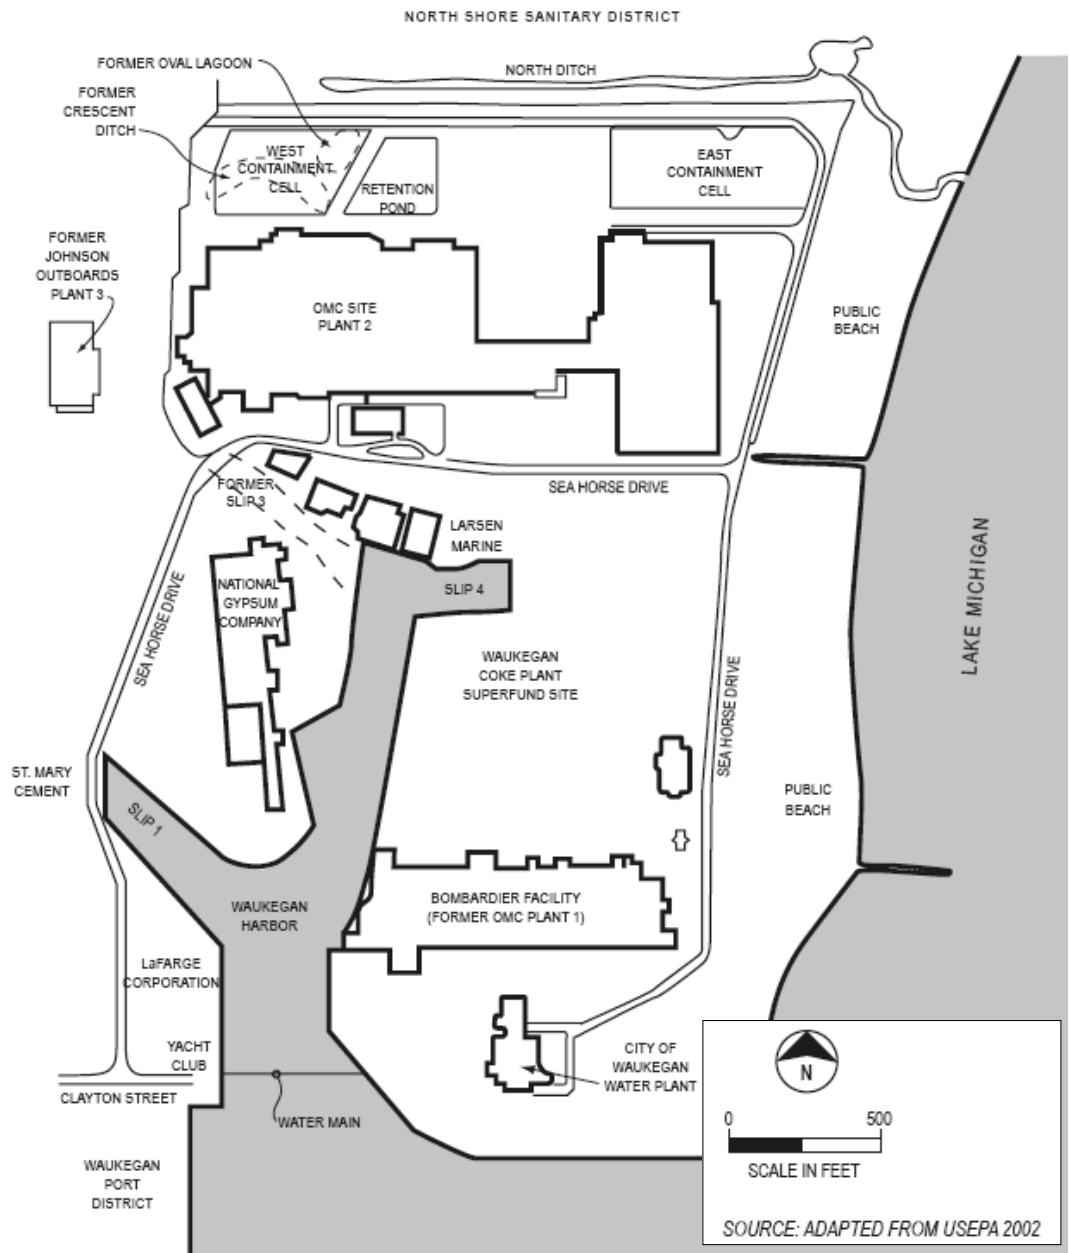 NORTH SHORE SANITARY DISTRICT
FORMER OVAL LAGOON
NORTH DITCH
FORMER
CRESCENT
DITCH
WEST
CONTAINMENT
CELL
RETENTION
POND
EAST
CONTAINMENT
CELL
FORMER
JOHNSON
OUTBOARDS
PLANT 3
OMC SITE
PLANT 2
PUBLIC
BEACH
SEA HORSE DRIVE
FORMER
SLIP 3
LARSEN
MARINE
NATIONAL
GYPSUM
COMPANY
SLIP 4
LAKE MICHIGAN
SEA HORSE DRIVE
WAUKEGAN
COKE PLANT
SUPERFUND SITE
SEA HORSE DRIVE
ST. MARY
CEMENT
SLIP 1
PUBLIC
BEACH
WAUKEGAN
HARBOR
BOMBARDIER FACILITY
(FORMER OMC PLANT 1)
LaFARGE
CORPORATION
YACHT
CLUB
CITY OF
WAUKEGAN
WATER PLANT
CLAYTON STREET
WATER MAIN
WAUKEGAN
PORT
DISTRICT
N
0 500
SCALE IN FEET
SOURCE: ADAPTED FROM USEPA 2002